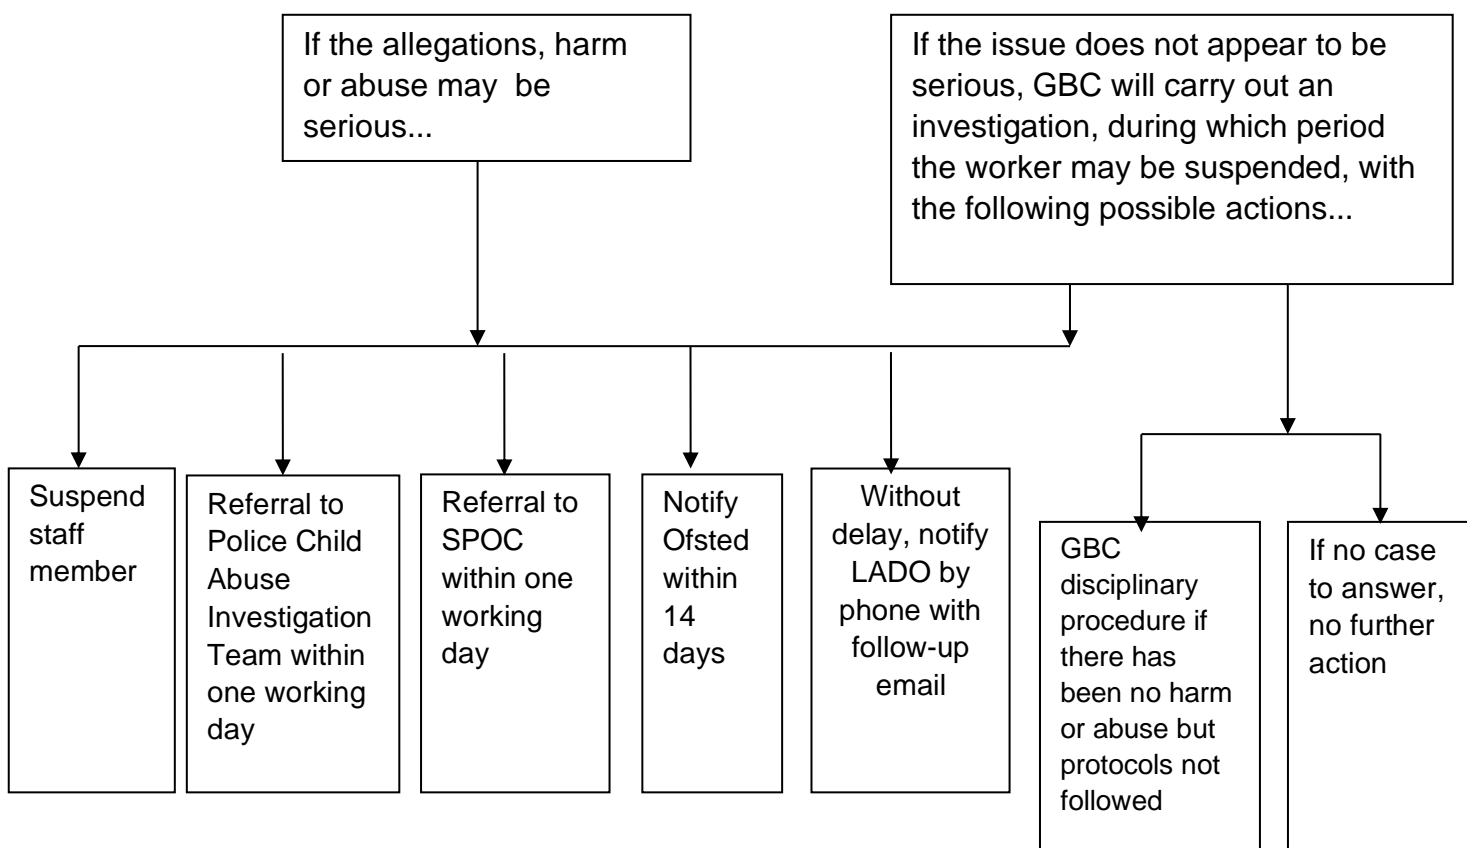 If the allegations, harm
or abuse may  be
serious...
If the issue does not appear to be
serious, GBC will carry out an
investigation, during which period
the worker may be suspended, with
the following possible actions...
Suspend
staff
member
Referral to
Police Child
Abuse
Investigation
Team within
one working
day
Referral to
SPOC
within one
working
day
Notify
Ofsted
within
14
days
Without
delay, notify
LADO by
phone with
follow-up
email
GBC
disciplinary
procedure if
there has
been no harm
or abuse but
protocols not
followed
If no case
to answer,
no further
action